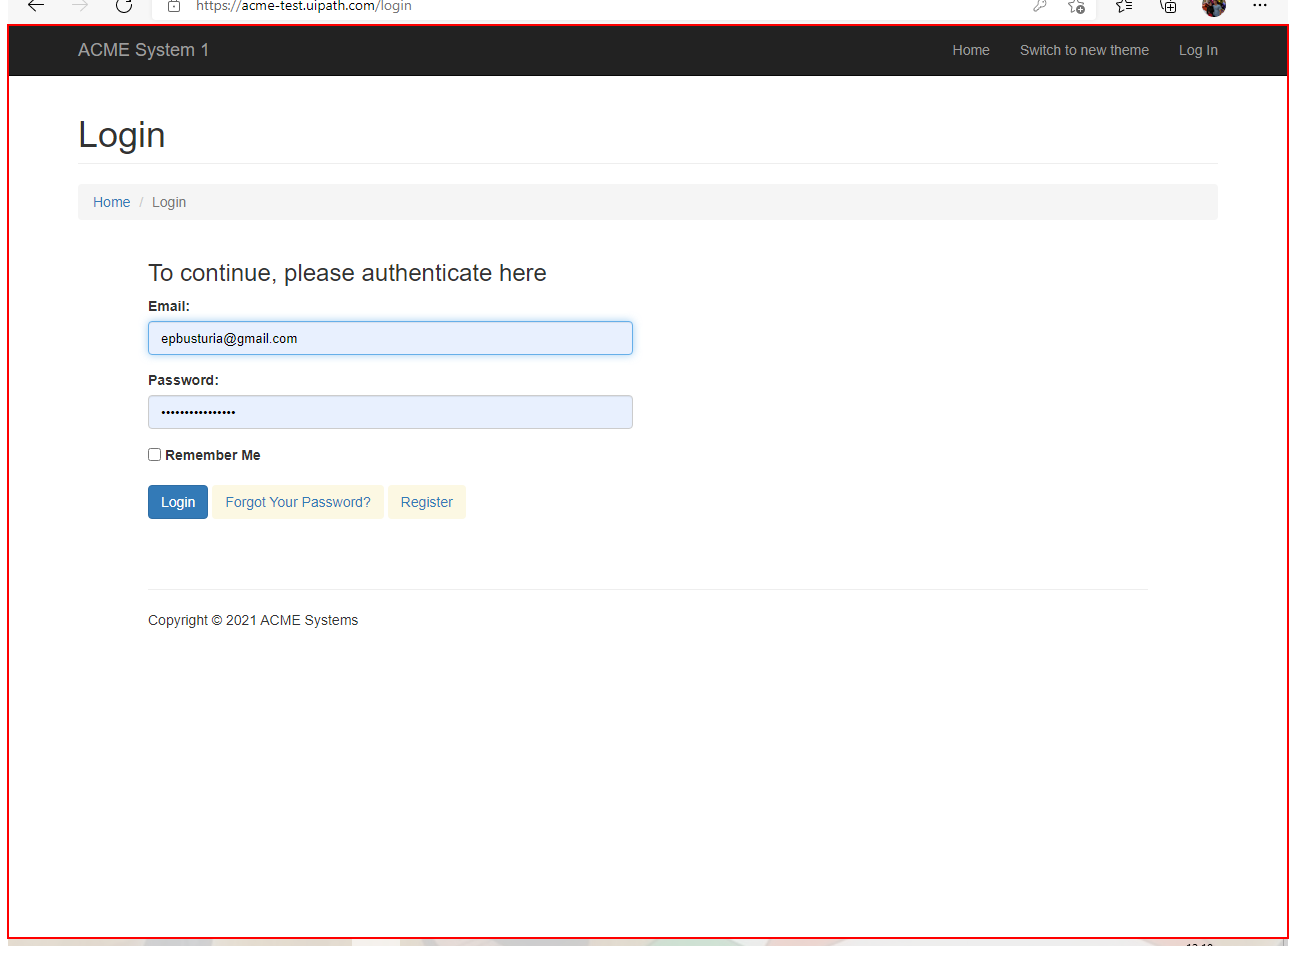 https://acme-test.uipath.com/login
ACME System 1 Home Switch to new theme Log In
Login
Home / Login
To continue, please authenticate here
Email:
epbusturia@gmail.com
Password:
••••••••••••••••
Remember Me
Login Forgot Your Password? Register
Copyright © 2021 ACME Systems